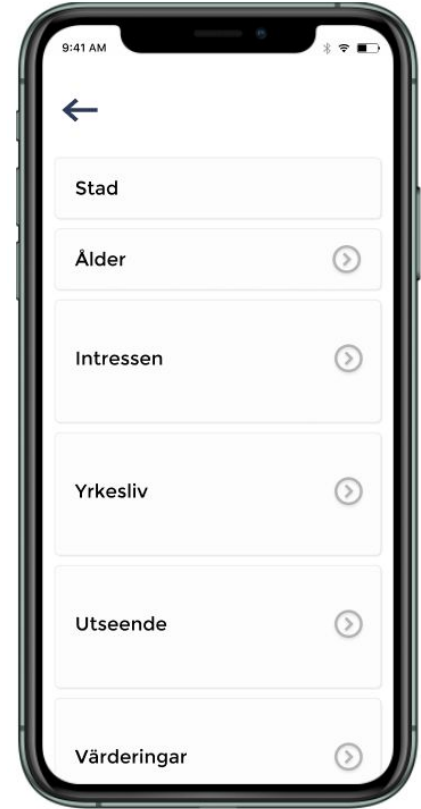 9:41 AM
Stad
Ålder
Intressen
Yrkesliv
Utseende
Värderingar